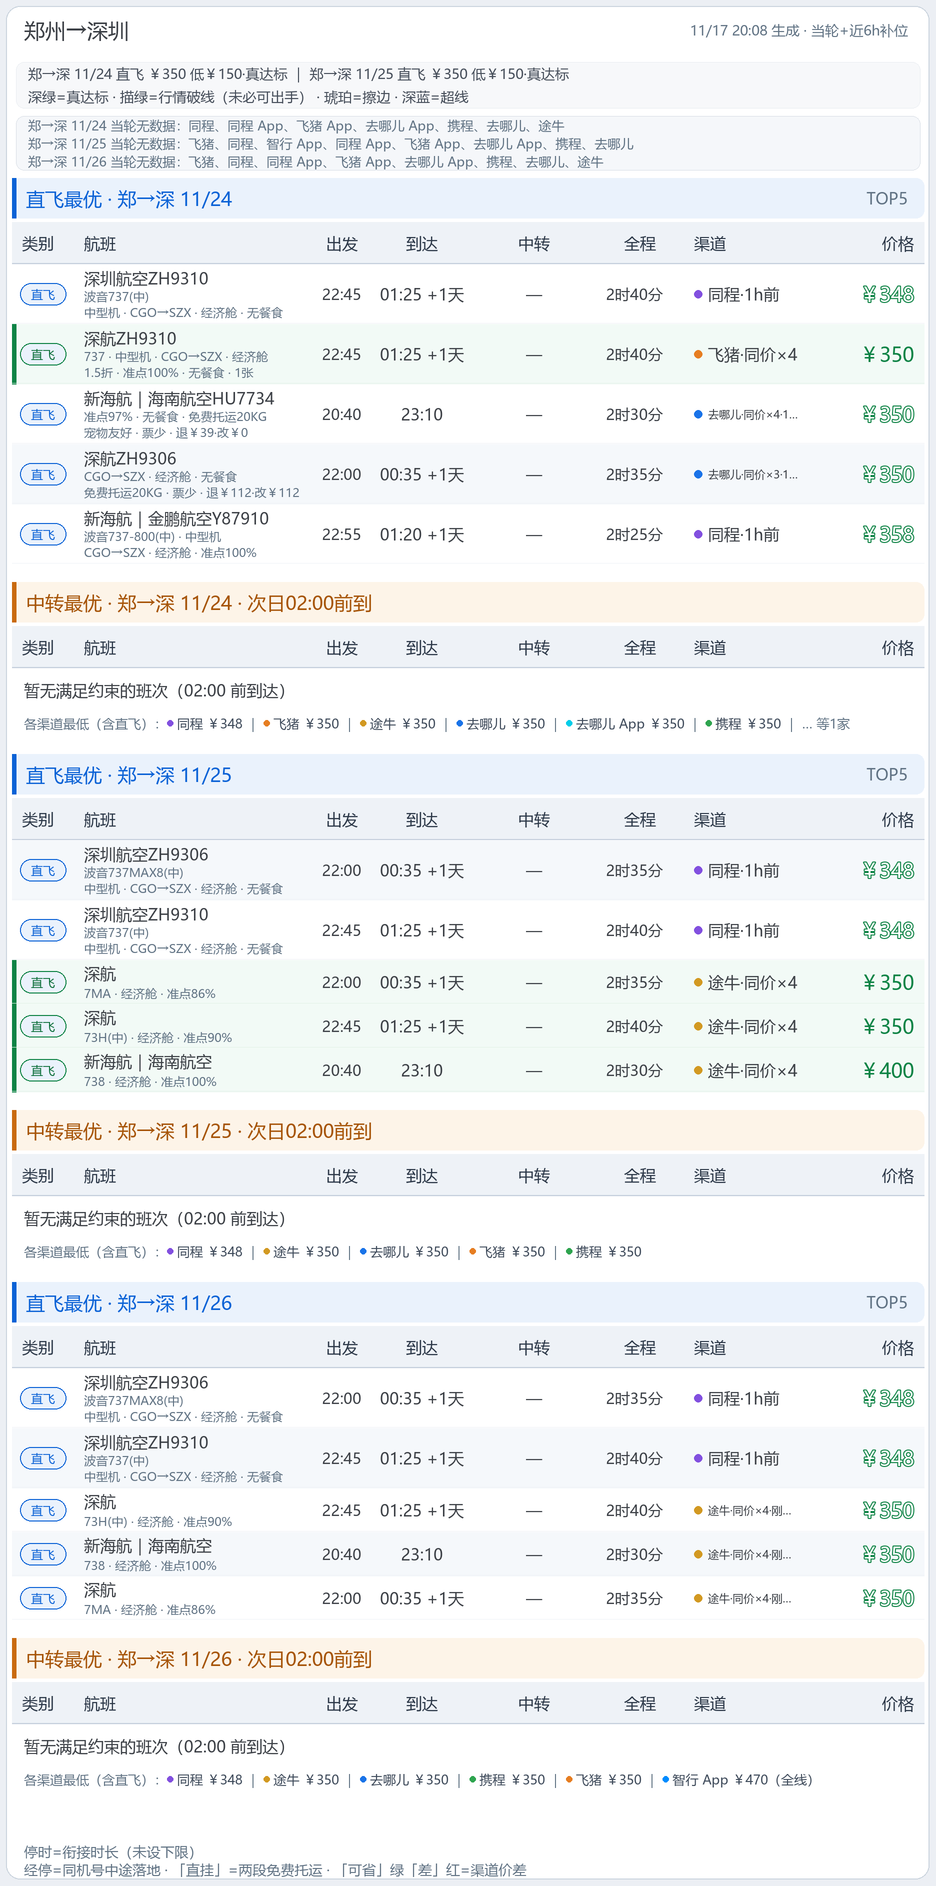 郑州→深圳
11/17 20:08 生成 · 当轮+近6h补位
郑→深 11/24 直飞 ¥350 低¥150·真达标 | 郑→深 11/25 直飞 ¥350 低¥150·真达标
深绿=真达标 · 描绿=行情破线（未必可出手） · 琥珀=擦边 · 深蓝=超线
郑→深 11/24 当轮无数据：同程、同程 App、飞猪 App、去哪儿 App、携程、去哪儿、途牛
郑→深 11/25 当轮无数据：飞猪、同程、智行 App、同程 App、飞猪 App、去哪儿 App、携程、去哪儿
郑→深 11/26 当轮无数据：飞猪、同程、同程 App、飞猪 App、去哪儿 App、携程、去哪儿、途牛
直飞最优 · 郑→深 11/24 TOP5
类别 航班 出发 到达 中转 全程 渠道 价格
深圳航空ZH9310
波音737(中)
中型机 · CGO→SZX · 经济舱 · 无餐食
直飞 22:45 01:25 +1天 — 2时40分 同程·1h前 ¥348
深航ZH9310
737 · 中型机 · CGO→SZX · 经济舱
1.5折 · 准点100% · 无餐食 · 1张
直飞 22:45 01:25 +1天 — 2时40分 飞猪·同价×4 ¥350
新海航 | 海南航空HU7734
准点97% · 无餐食 · 免费托运20KG
宠物友好 · 票少 · 退¥39·改¥0
直飞 20:40 23:10 — 2时30分 去哪儿·同价×4·1... ¥350
深航ZH9306
CGO→SZX · 经济舱 · 无餐食
免费托运20KG · 票少 · 退¥112·改¥112
直飞 22:00 00:35 +1天 — 2时35分 去哪儿·同价×3·1... ¥350
新海航 | 金鹏航空Y87910
波音737-800(中) · 中型机
CGO→SZX · 经济舱 · 准点100%
直飞 22:55 01:20 +1天 — 2时25分 同程·1h前 ¥358
中转最优 · 郑→深 11/24 · 次日02:00前到
类别 航班 出发 到达 中转 全程 渠道 价格
暂无满足约束的班次（02:00 前到达）
各渠道最低（含直飞）： 同程 ¥348 | 飞猪 ¥350 | 途牛 ¥350 | 去哪儿 ¥350 | 去哪儿 App ¥350 | 携程 ¥350 | ... 等1家
直飞最优 · 郑→深 11/25 TOP5
类别 航班 出发 到达 中转 全程 渠道 价格
深圳航空ZH9306
波音737MAX8(中)
中型机 · CGO→SZX · 经济舱 · 无餐食
直飞 22:00 00:35 +1天 — 2时35分 同程·1h前 ¥348
深圳航空ZH9310
波音737(中)
中型机 · CGO→SZX · 经济舱 · 无餐食
直飞 22:45 01:25 +1天 — 2时40分 同程·1h前 ¥348
深航
7MA · 经济舱 · 准点86%
直飞 22:00 00:35 +1天 — 2时35分 途牛·同价×4 ¥350
深航
73H(中) · 经济舱 · 准点90%
直飞 22:45 01:25 +1天 — 2时40分 途牛·同价×4 ¥350
新海航 | 海南航空
738 · 经济舱 · 准点100%
直飞 20:40 23:10 — 2时30分 途牛·同价×4 ¥400
中转最优 · 郑→深 11/25 · 次日02:00前到
类别 航班 出发 到达 中转 全程 渠道 价格
暂无满足约束的班次（02:00 前到达）
各渠道最低（含直飞）： 同程 ¥348 | 途牛 ¥350 | 去哪儿 ¥350 | 飞猪 ¥350 | 携程 ¥350
直飞最优 · 郑→深 11/26 TOP5
类别 航班 出发 到达 中转 全程 渠道 价格
深圳航空ZH9306
波音737MAX8(中)
中型机 · CGO→SZX · 经济舱 · 无餐食
直飞 22:00 00:35 +1天 — 2时35分 同程·1h前 ¥348
深圳航空ZH9310
波音737(中)
中型机 · CGO→SZX · 经济舱 · 无餐食
直飞 22:45 01:25 +1天 — 2时40分 同程·1h前 ¥348
深航
73H(中) · 经济舱 · 准点90%
直飞 22:45 01:25 +1天 — 2时40分 途牛·同价×4·刚... ¥350
新海航 | 海南航空
738 · 经济舱 · 准点100%
直飞 20:40 23:10 — 2时30分 途牛·同价×4·刚... ¥350
深航
7MA · 经济舱 · 准点86%
直飞 22:00 00:35 +1天 — 2时35分 途牛·同价×4·刚... ¥350
中转最优 · 郑→深 11/26 · 次日02:00前到
类别 航班 出发 到达 中转 全程 渠道 价格
暂无满足约束的班次（02:00 前到达）
各渠道最低（含直飞）： 同程 ¥348 | 途牛 ¥350 | 去哪儿 ¥350 | 携程 ¥350 | 飞猪 ¥350 | 智行 App ¥470（全线）
停时=衔接时长（未设下限）
经停=同机号中途落地 · 「直挂」=两段免费托运 · 「可省」绿「差」红=渠道价差